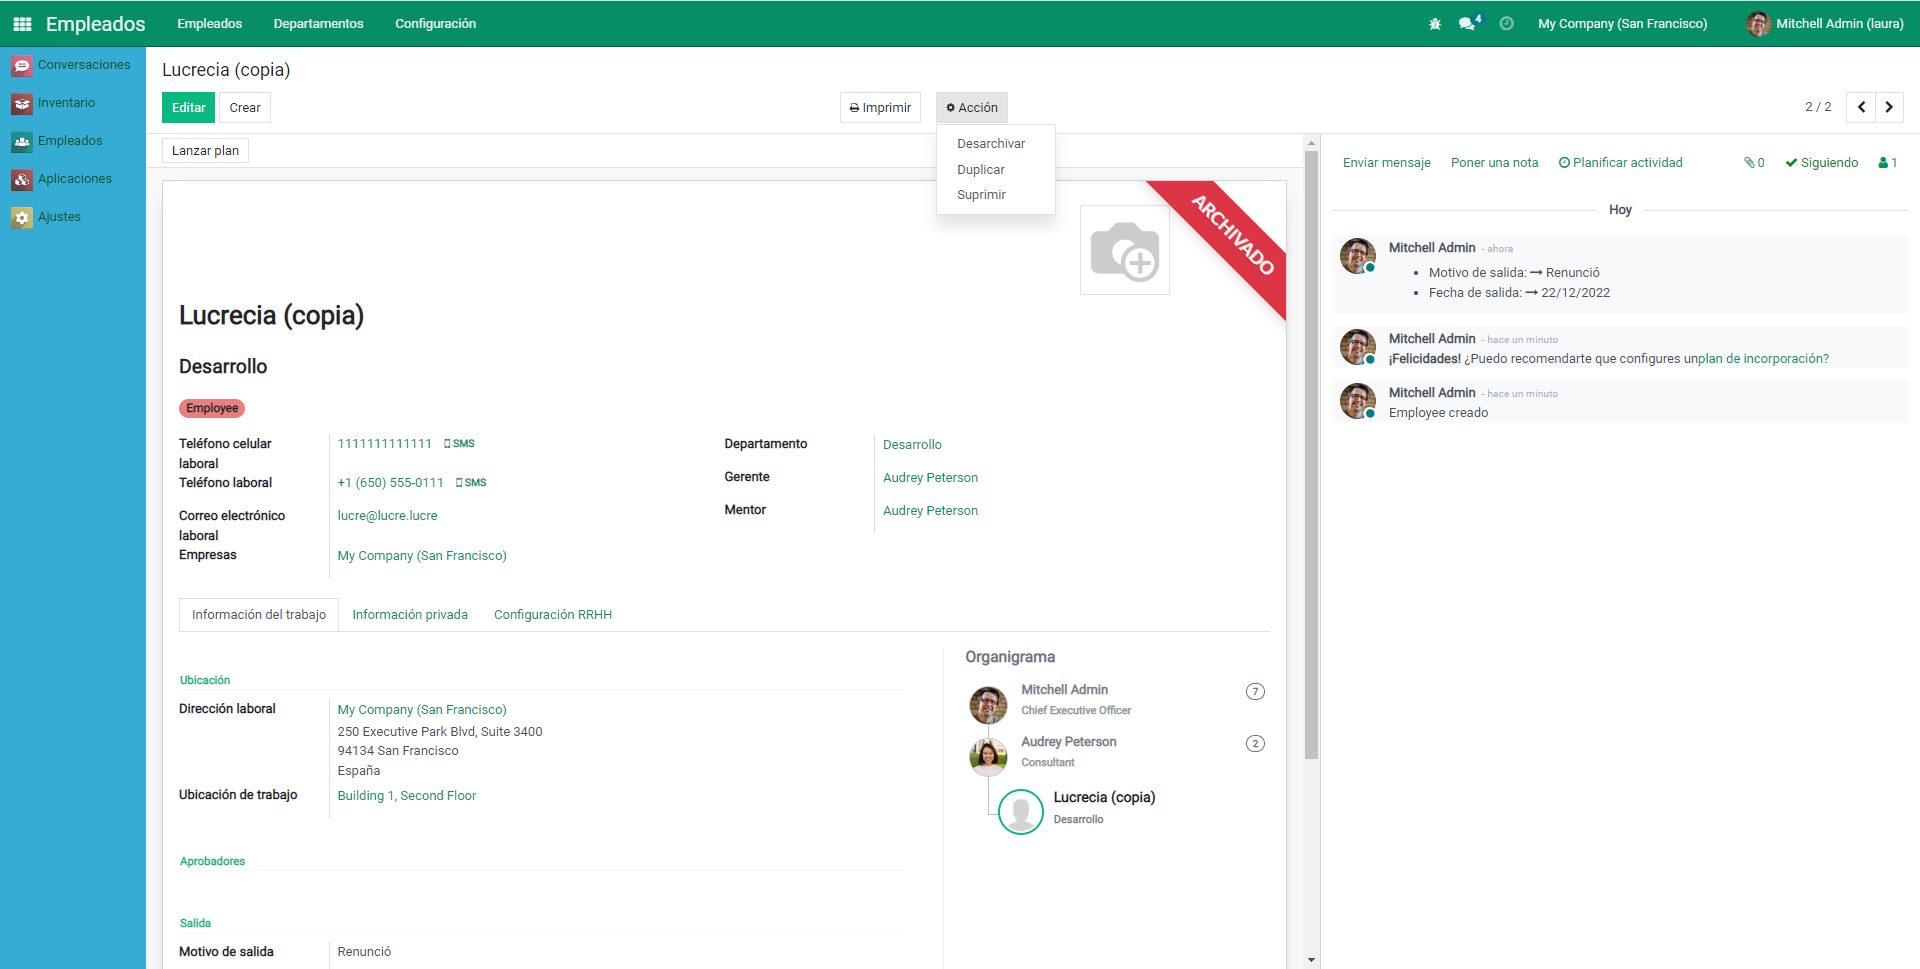 Empleados
Empleados
Departamentos
Configuración
4
My Company (San Francisco)
Mitchell Admin (laura)
Conversaciones
Inventario
Empleados
Aplicaciones
Ajustes
Lucrecia (copia)
Editar
Crear
Imprimir
Acción
2 / 2
Desarchivar
Duplicar
Suprimir
Lanzar plan
ARCHIVADO
Lucrecia (copia)
Desarrollo
Employee
Teléfono celular
laboral
1111111111111
SMS
Teléfono laboral
+1 (650) 555-0111
SMS
Correo electrónico
laboral
lucre@lucre.lucre
Empresas
My Company (San Francisco)
Departamento
Desarrollo
Gerente
Audrey Peterson
Mentor
Audrey Peterson
Información del trabajo
Información privada
Configuración RRHH
Ubicación
Dirección laboral
My Company (San Francisco)
250 Executive Park Blvd, Suite 3400
94134 San Francisco
España
Ubicación de trabajo
Building 1, Second Floor
Aprobadores
Salida
Motivo de salida
Renunció
Organigrama
Mitchell Admin
Chief Executive Officer
7
Audrey Peterson
Consultant
2
Lucrecia (copia)
Desarrollo
Enviar mensaje
Poner una nota
Planificar actividad
0
Siguiendo
1
Hoy
Mitchell Admin - ahora
Motivo de salida: Renunció
Fecha de salida: 22/12/2022
Mitchell Admin - hace un minuto
¡Felicidades! ¿Puedo recomendarte que configures unplan de incorporación?
Mitchell Admin - hace un minuto
Employee creado